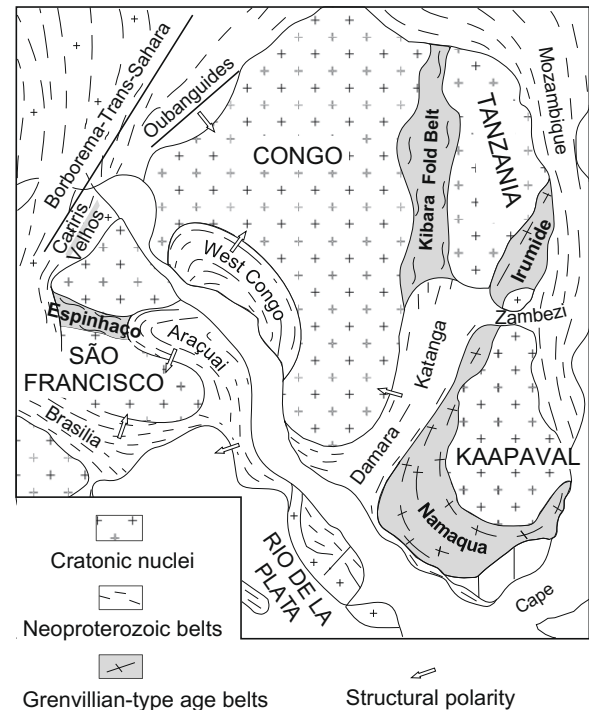 Borborema-Trans-Sahara
Oubanguides
Mozambique
CONGO
Kibara Fold Belt
TANZANIA
Cariris
Velhos
West Congo
Irumide
Zambezi
Espinhaço
Araçuai
SÃO
FRANCISCO
Katanga
Brasilia
Damara
KAAPAVAL
Namaqua
RIO DE LA
PLATA
Cape
Cratonic nuclei
Neoproterozoic belts
Grenvillian-type age belts
Structural polarity